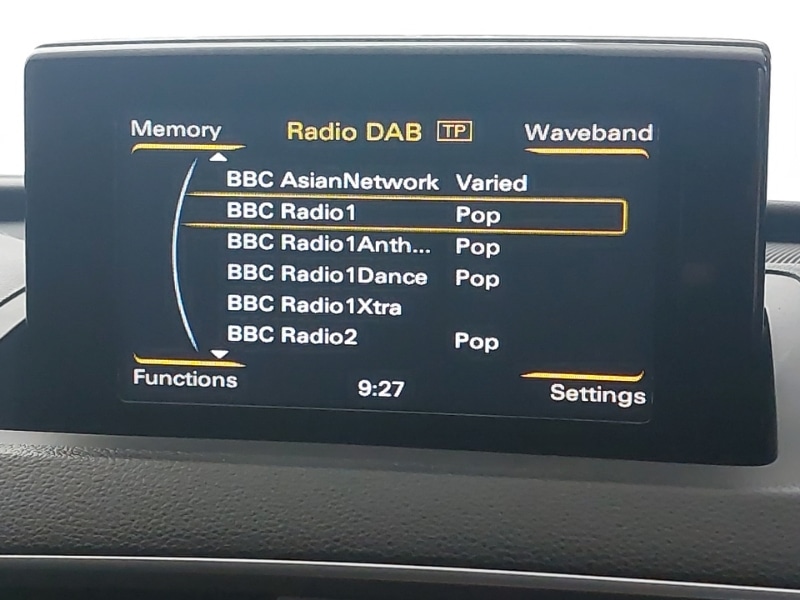 Memory Radio DAB TP Waveband
BBC AsianNetwork Varied
BBC Radio1 Pop
BBC Radio1Anth... Pop
BBC Radio1Dance Pop
BBC Radio1Xtra
BBC Radio2 Pop
Functions 9:27 Settings